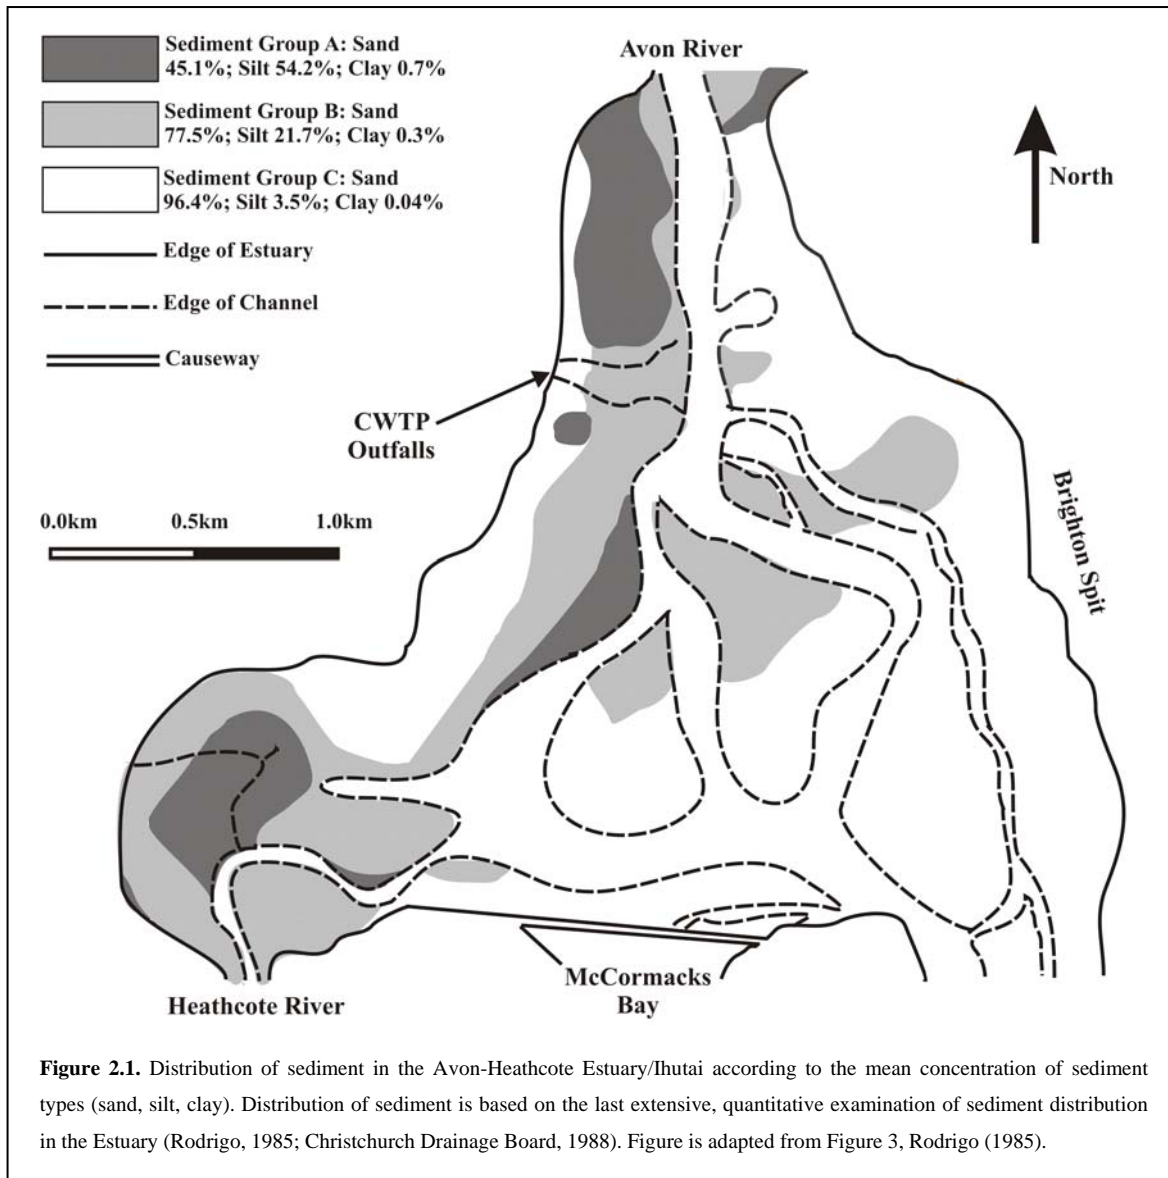 Sediment Group A: Sand
45.1%; Silt 54.2%; Clay 0.7%
Sediment Group B: Sand
77.5%; Silt 21.7%; Clay 0.3%
Sediment Group C: Sand
96.4%; Silt 3.5%; Clay 0.04%
Edge of Estuary
Edge of Channel
Causeway
Avon River
North
CWTP
Outfalls
0.0km 0.5km 1.0km
Brighton Spit
Heathcote River
McCormacks
Bay
Figure 2.1. Distribution of sediment in the Avon-Heathcote Estuary/Ihutai according to the mean concentration of sediment
types (sand, silt, clay). Distribution of sediment is based on the last extensive, quantitative examination of sediment distribution
in the Estuary (Rodrigo, 1985; Christchurch Drainage Board, 1988). Figure is adapted from Figure 3, Rodrigo (1985).